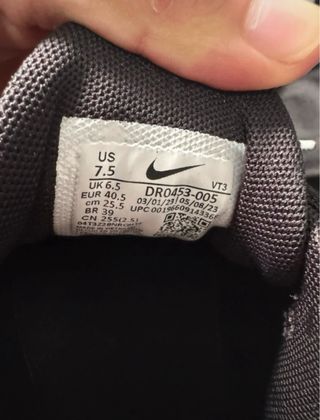 US
7.5
VT3
UK 6.5
DR0453-005
EUR 40.5
03/01/23 05/08/23
cm 25.5
UPC
BR 39
CN 255(2.5)